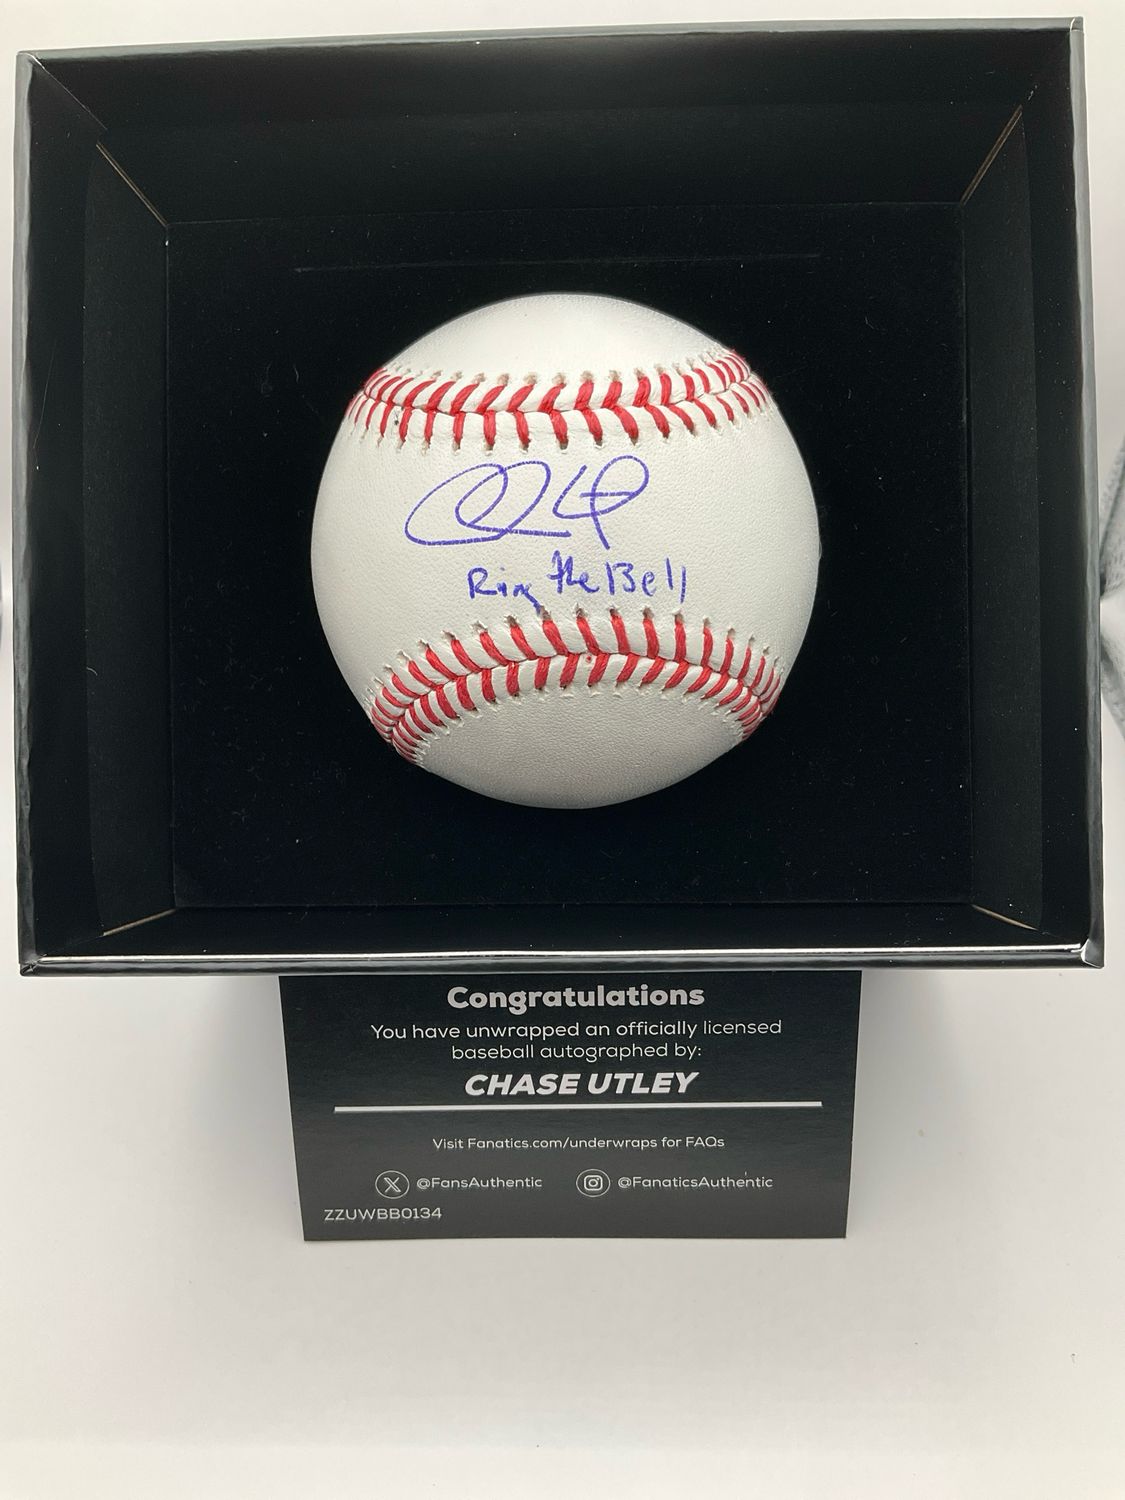 Ring the Bell
Congratulations
You have unwrapped an officially licensed
baseball autographed by:
CHASE UTLEY
Visit Fanatics.com/underwraps for FAQs
@FansAuthentic @FanaticsAuthentic
ZZUWBB0134